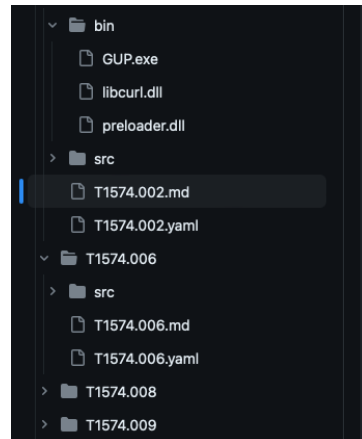 bin
GUP.exe
libcurl.dll
preloader.dll
src
T1574.002.md
T1574.002.yaml
T1574.006
src
T1574.006.md
T1574.006.yaml
T1574.008
T1574.009